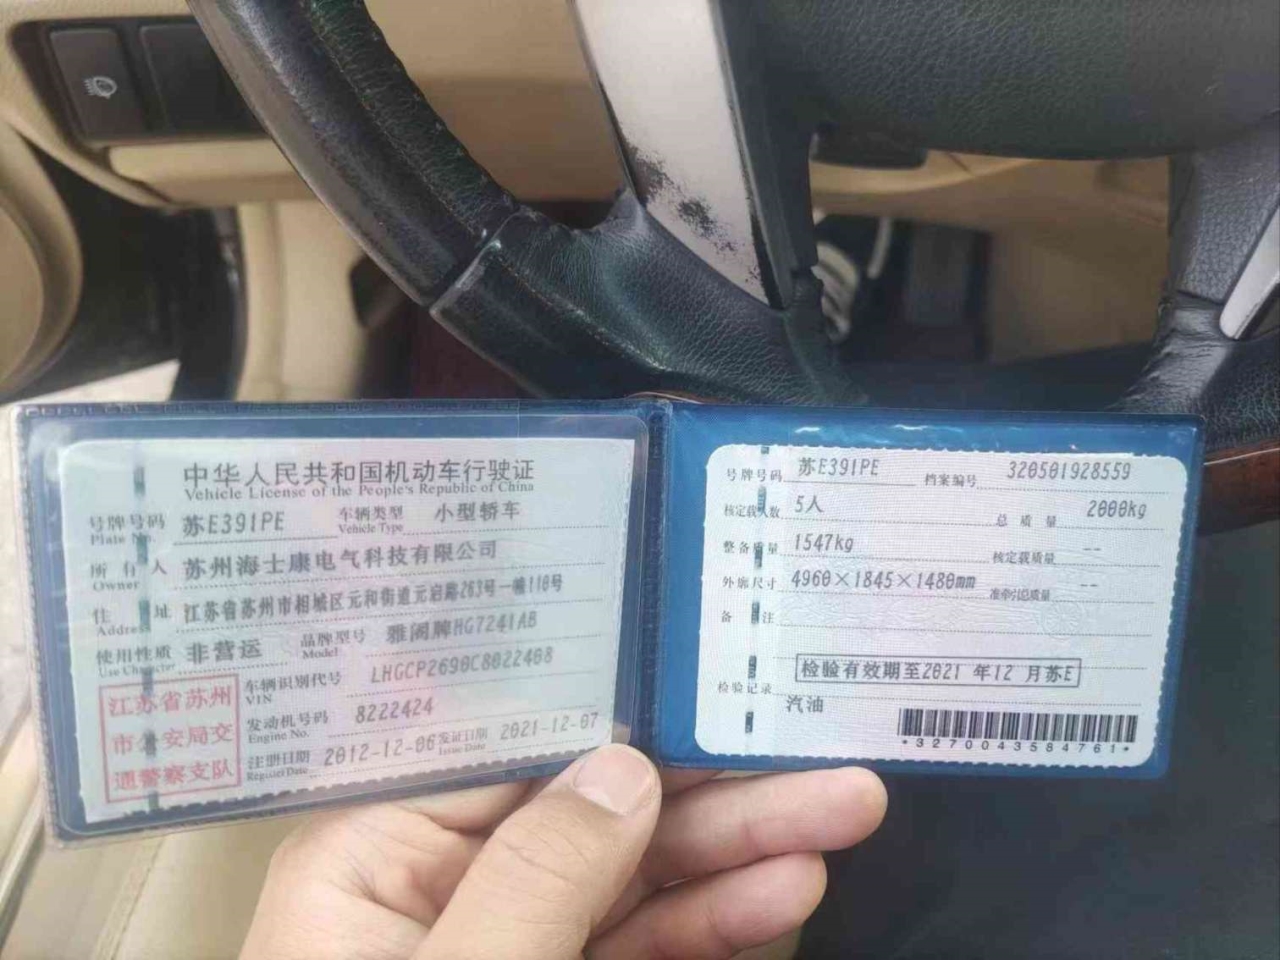 中华人民共和国机动车行驶证
Vehicle License of the People's Republic of China
号牌号码 苏E391PE 车辆类型 小型轿车
Plate No. Vehicle Type
所有人 苏州海士康电气科技有限公司
Owner
住址 江苏省苏州市相城区元和街道元启路263号一幢110号
Address
使用性质 非营运 品牌型号 雅阁牌HG7241AB
Use Character Model
车辆识别代号 LHGCP2690C8022408
VIN
发动机号码 8222424
Engine No.
注册日期 2012-12-06 发证日期 2021-12-07
Register Date Issue Date
江苏省苏州
市公安局交
通警察支队
号牌号码 苏E391PE 档案编号 320501928559
核定载人数 5人 总质量 2000kg
整备质量 1547kg 核定载质量 --
外廓尺寸 4960×1845×1480mm 准牵引总质量 --
备注
检验有效期至2021年12月苏E
检验记录
汽油
*3270043584761*